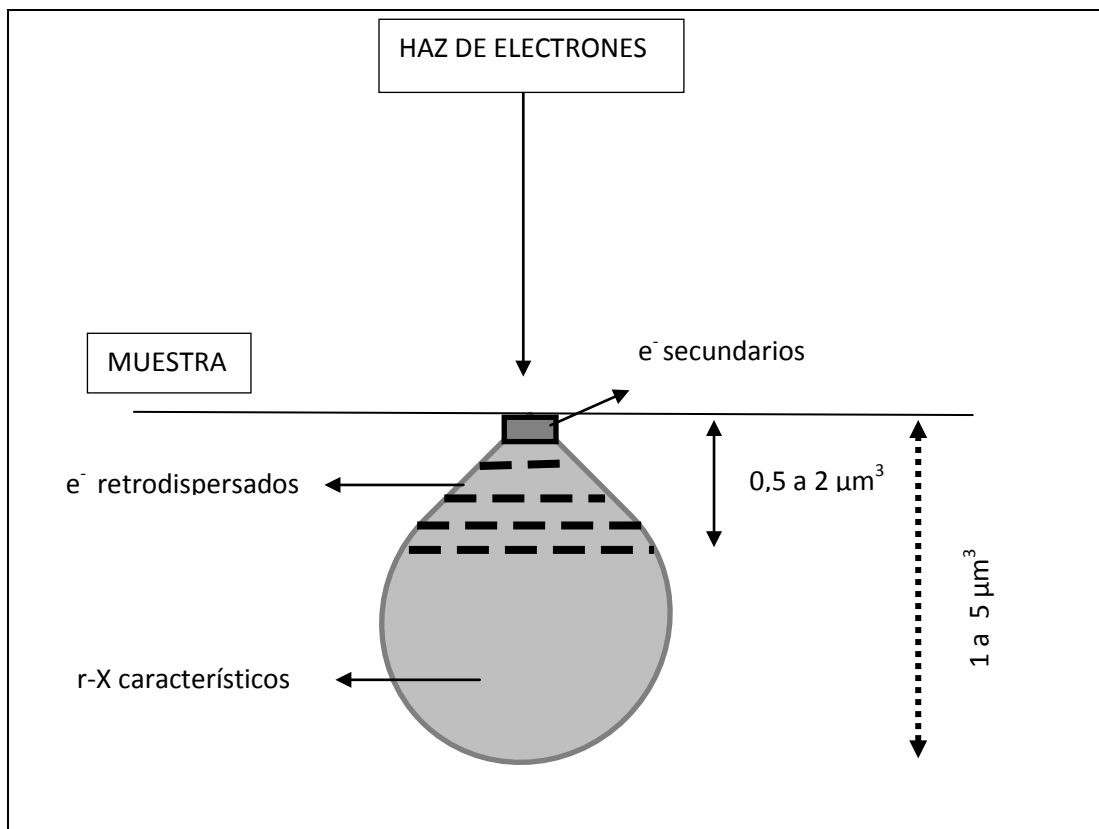 HAZ DE ELECTRONES
MUESTRA
e⁻ secundarios
e⁻ retrodispersados
0,5 a 2 µm³
1 a 5 µm³
r-X característicos